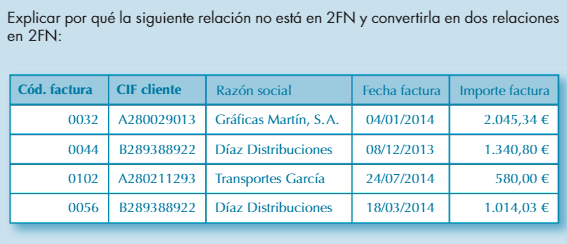 Explicar por qué la siguiente relación no está en 2FN y convertirla en dos relaciones
en 2FN:
Cód. factura CIF cliente Razón social Fecha factura Importe factura
0032 A280029013 Gráficas Martín, S.A. 04/01/2014 2.045,34 €
0044 B289388922 Díaz Distribuciones 08/12/2013 1.340,80 €
0102 A280211293 Transportes García 24/07/2014 580,00 €
0056 B289388922 Díaz Distribuciones 18/03/2014 1.014,03 €